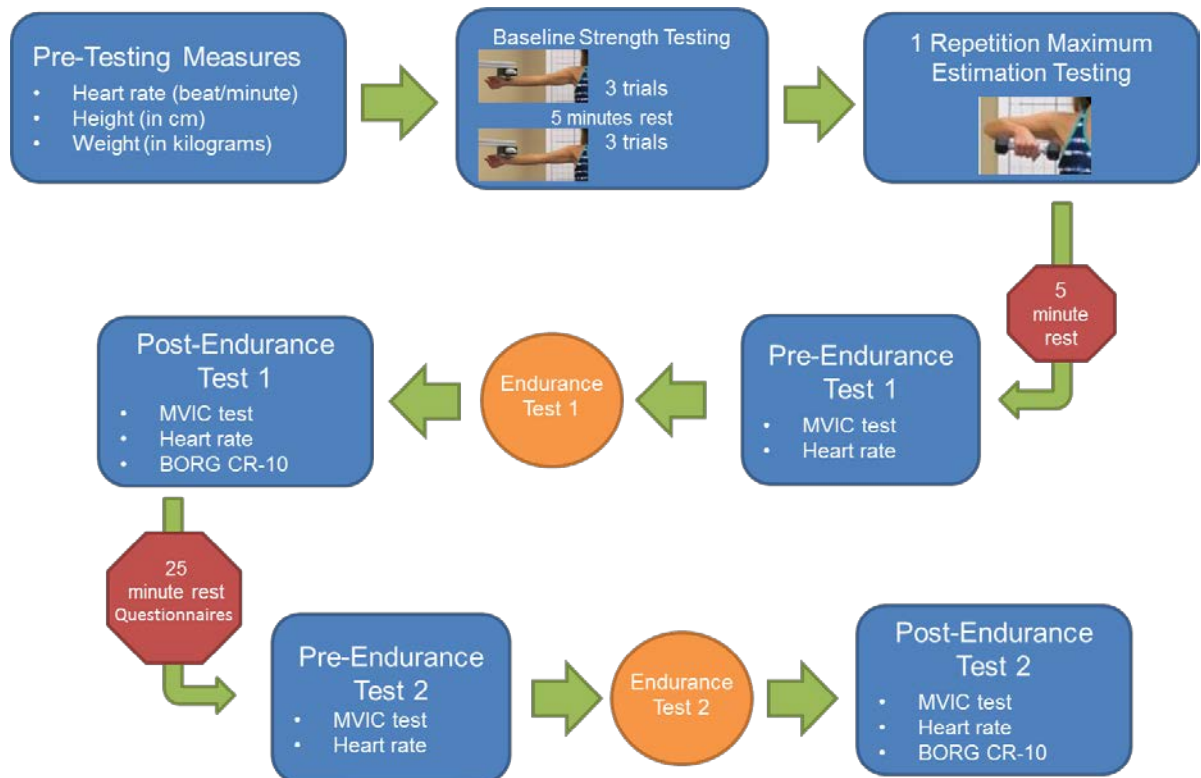 Pre-Testing Measures
• Heart rate (beat/minute)
• Height (in cm)
• Weight (in kilograms)
Baseline Strength Testing
3 trials
5 minutes rest
3 trials
1 Repetition Maximum
Estimation Testing
5
minute
rest
Pre-Endurance
Test 1
• MVIC test
• Heart rate
Endurance
Test 1
Post-Endurance
Test 1
• MVIC test
• Heart rate
• BORG CR-10
25
minute rest
Questionnaires
Pre-Endurance
Test 2
• MVIC test
• Heart rate
Endurance
Test 2
Post-Endurance
Test 2
• MVIC test
• Heart rate
• BORG CR-10